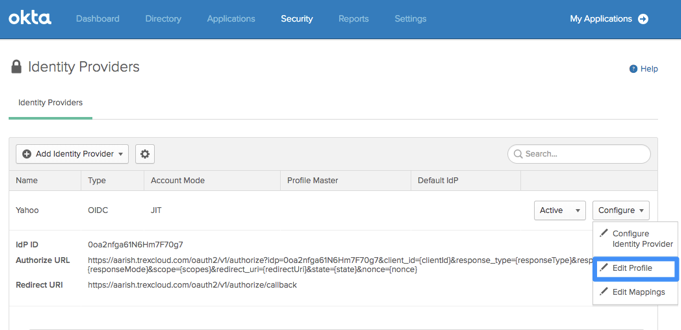 okta Dashboard Directory Applications Security Reports Settings My Applications
Identity Providers
Help
Identity Providers
Add Identity Provider
Search...
Name Type Account Mode Profile Master Default IdP
Yahoo OIDC JIT Active Configure
Configure
Identity Provider
Edit Profile
Edit Mappings
IdP ID 0oa2nfga61N6Hm7F70g7
Authorize URL https://aarish.trexcloud.com/oauth2/v1/authorize?idp=0oa2nfga61N6Hm7F70g7&client_id={clientId}&response_type={responseType}&res
{responseMode}&scope={scopes}&redirect_uri={redirectUri}&state={state}&nonce={nonce}
Redirect URI https://aarish.trexcloud.com/oauth2/v1/authorize/callback